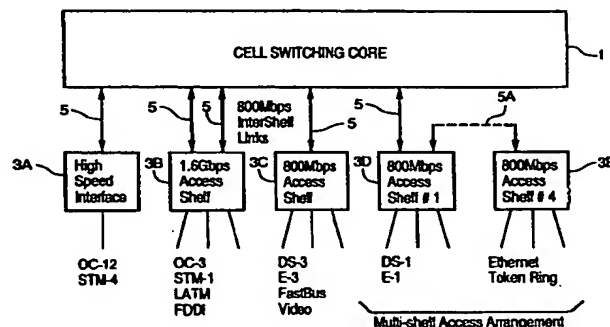 CELL SWITCHING CORE
1
5
5
5
800Mbps
InterShelf
Links
5
5
5A
3A
High
Speed
Interface
3B
1.6Gbps
Access
Shelf
3C
800Mbps
Access
Shelf
3D
800Mbps
Access
Shelf # 1
800Mbps
Access
Shelf # 4
3E
OC-12
STM-4
OC-3
STM-1
LATM
FDDI
DS-3
E-3
FastBus
Video
DS-1
E-1
Ethernet
Token Ring
Multi-shelf Access Arrangement